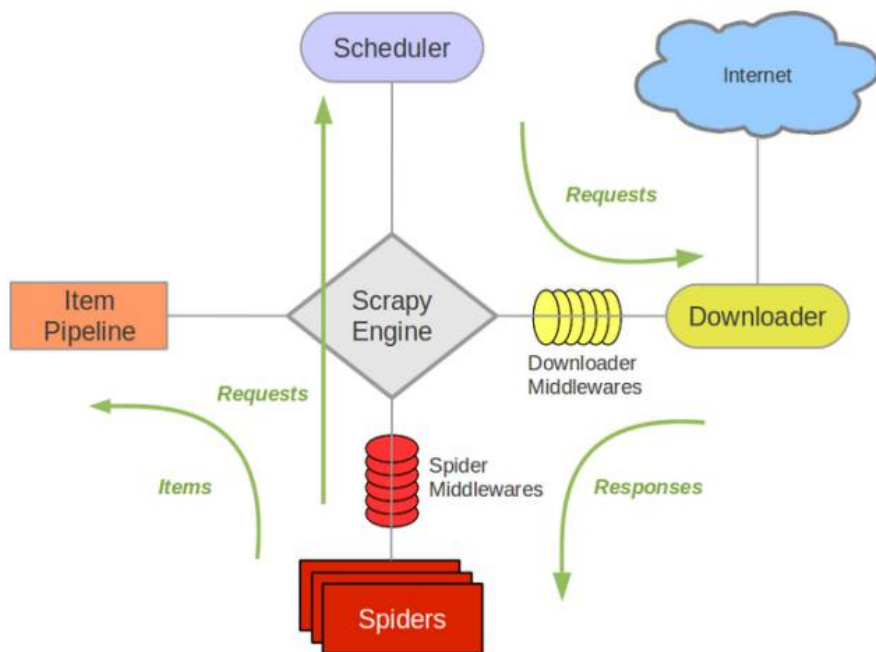 Scheduler
Internet
Requests
Item
Pipeline
Scrapy
Engine
Downloader
Downloader
Middlewares
Requests
Items
Spider
Middlewares
Responses
Spiders